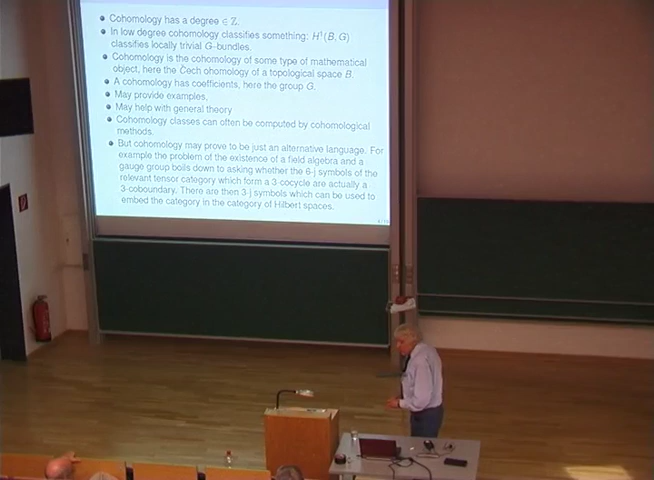 Cohomology has a degree ∈ ℤ.
In low degree cohomology classifies something: H¹(B, G)
classifies locally trivial G-bundles.
Cohomology is the cohomology of some type of mathematical
object, here the Čech ohomology of a topological space B.
A cohomology has coefficients, here the group G.
May provide examples.
May help with general theory
Cohomology classes can often be computed by cohomological
methods.
But cohomology may prove to be just an alternative language. For
example the problem of the existence of a field algebra and a
gauge group boils down to asking whether the 6-j symbols of the
relevant tensor category which form a 3-cocycle are actually a
3-coboundary. There are then 3-j symbols which can be used to
embed the category in the category of Hilbert spaces.